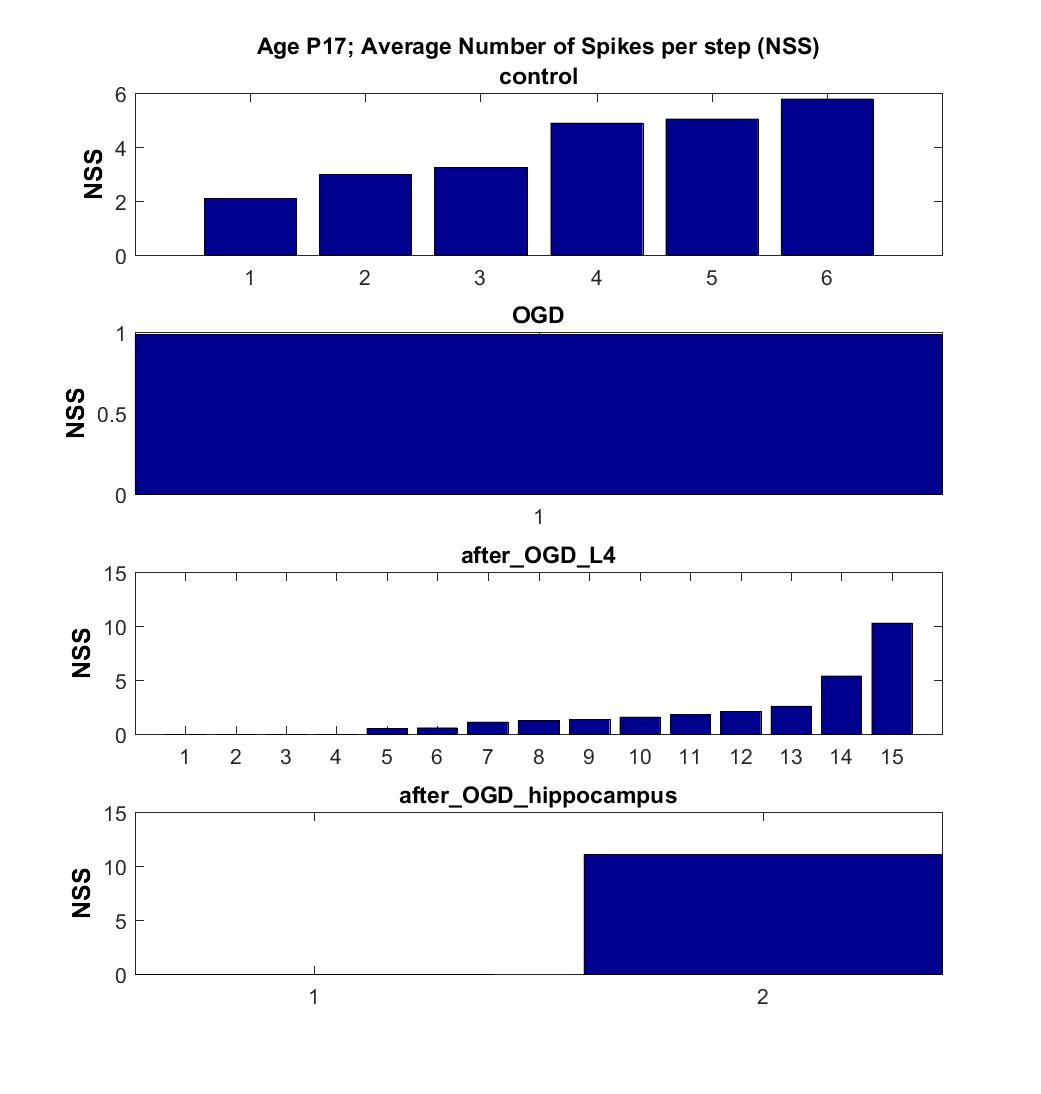 Age P17; Average Number of Spikes per step (NSS)
control
6
4
2
0
NSS
1 2 3 4 5 6
OGD
1
0.5
0
NSS
1
after_OGD_L4
15
10
5
0
NSS
1 2 3 4 5 6 7 8 9 10 11 12 13 14 15
after_OGD_hippocampus
15
10
5
0
NSS
1 2